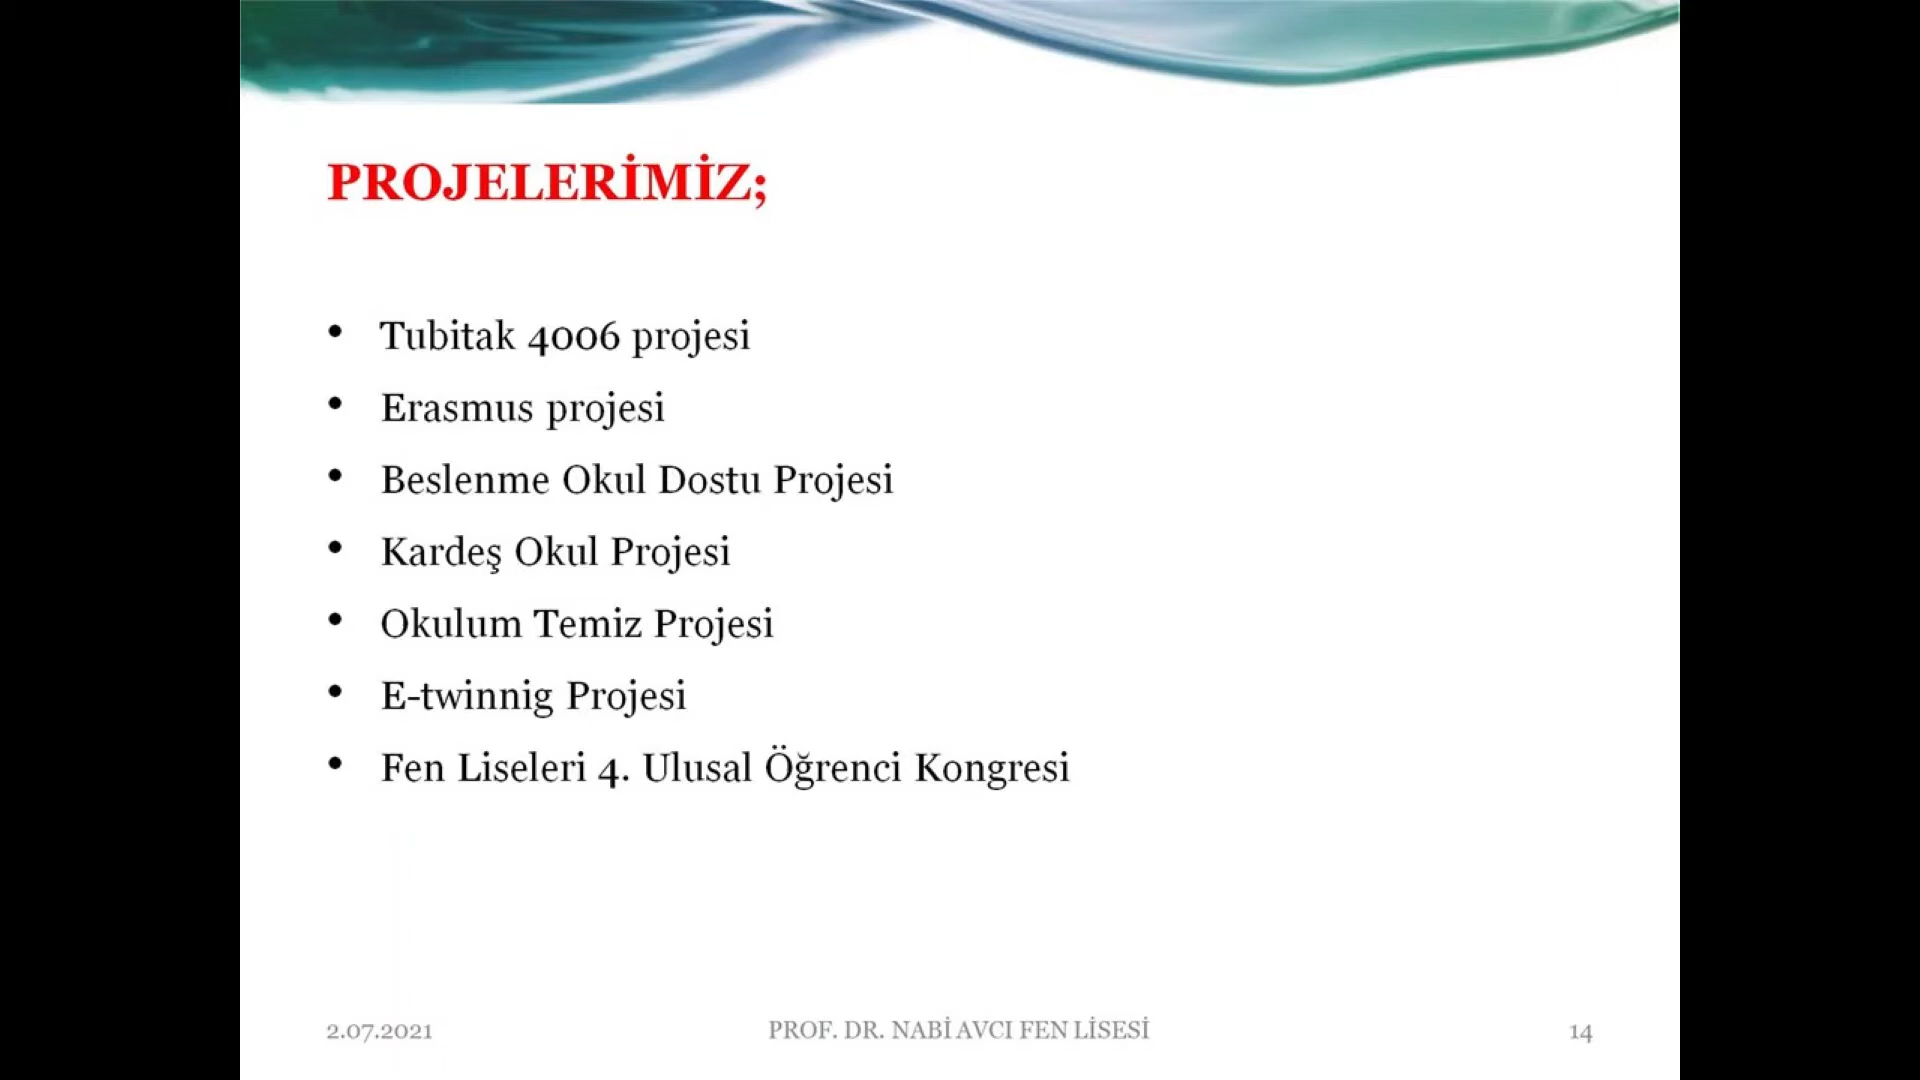 PROJELERİMİZ;
• Tubitak 4006 projesi
• Erasmus projesi
• Beslenme Okul Dostu Projesi
• Kardeş Okul Projesi
• Okulum Temiz Projesi
• E-twinnig Projesi
• Fen Liseleri 4. Ulusal Öğrenci Kongresi
2.07.2021
PROF. DR. NABİ AVCI FEN LİSESİ
14